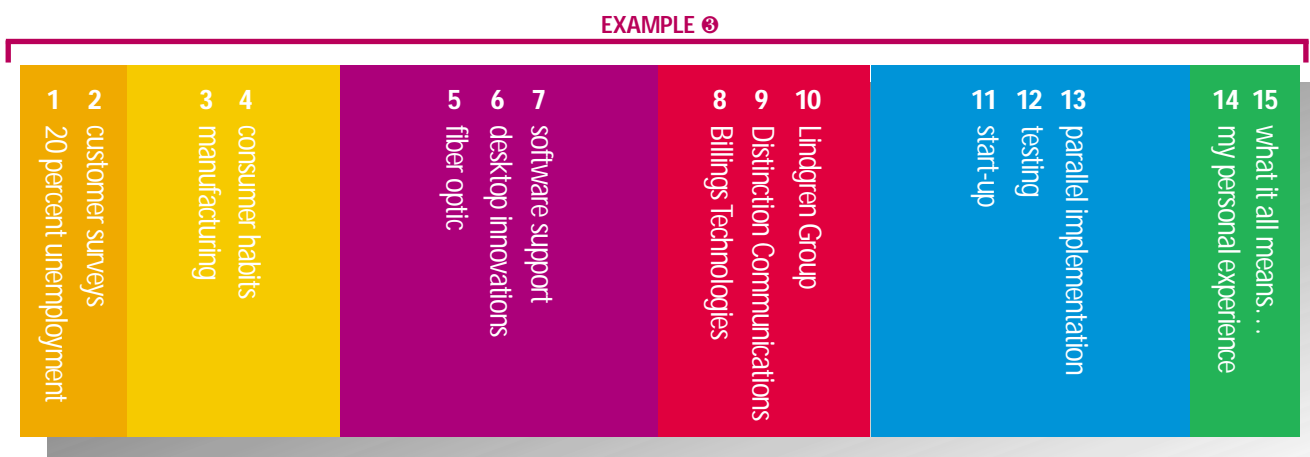 EXAMPLE ❸
1 20 percent unemployment
2 customer surveys
3 manufacturing
4 consumer habits
5 fiber optic
6 desktop innovations
7 software support
8 Billings Technologies
9 Distinction Communications
10 Lindgren Group
11 start-up
12 testing
13 parallel implementation
14 my personal experience
15 what it all means…